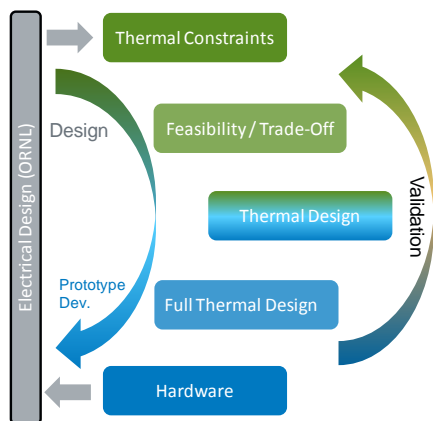 Thermal Constraints
Design
Feasibility / Trade-Off
Electrical Design (ORNL)
Thermal Design
Validation
Prototype
Dev.
Full Thermal Design
Hardware